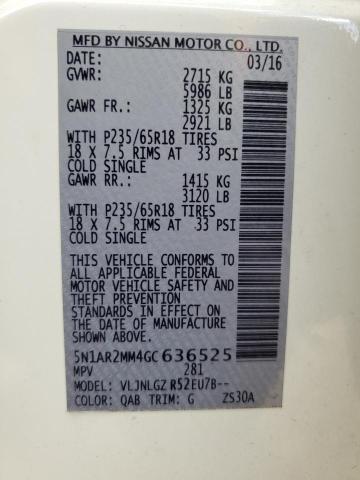 MFD BY NISSAN MOTOR CO., LTD.
DATE: 03/16
GVWR: 2715 KG
5986 LB
GAWR FR.: 1325 KG
2921 LB
WITH P235/65R18 TIRES
18 X 7.5 RIMS AT 33 PSI
COLD SINGLE
GAWR RR.: 1415 KG
3120 LB
WITH P235/65R18 TIRES
18 X 7.5 RIMS AT 33 PSI
COLD SINGLE
THIS VEHICLE CONFORMS TO
ALL APPLICABLE FEDERAL
MOTOR VEHICLE SAFETY AND
THEFT PREVENTION
STANDARDS IN EFFECT ON
THE DATE OF MANUFACTURE
SHOWN ABOVE.
5N1AR2MM4GC636525
MPV 281
MODEL: VLJNLGZ R52EU7B--
COLOR: QAB TRIM: G ZS30A